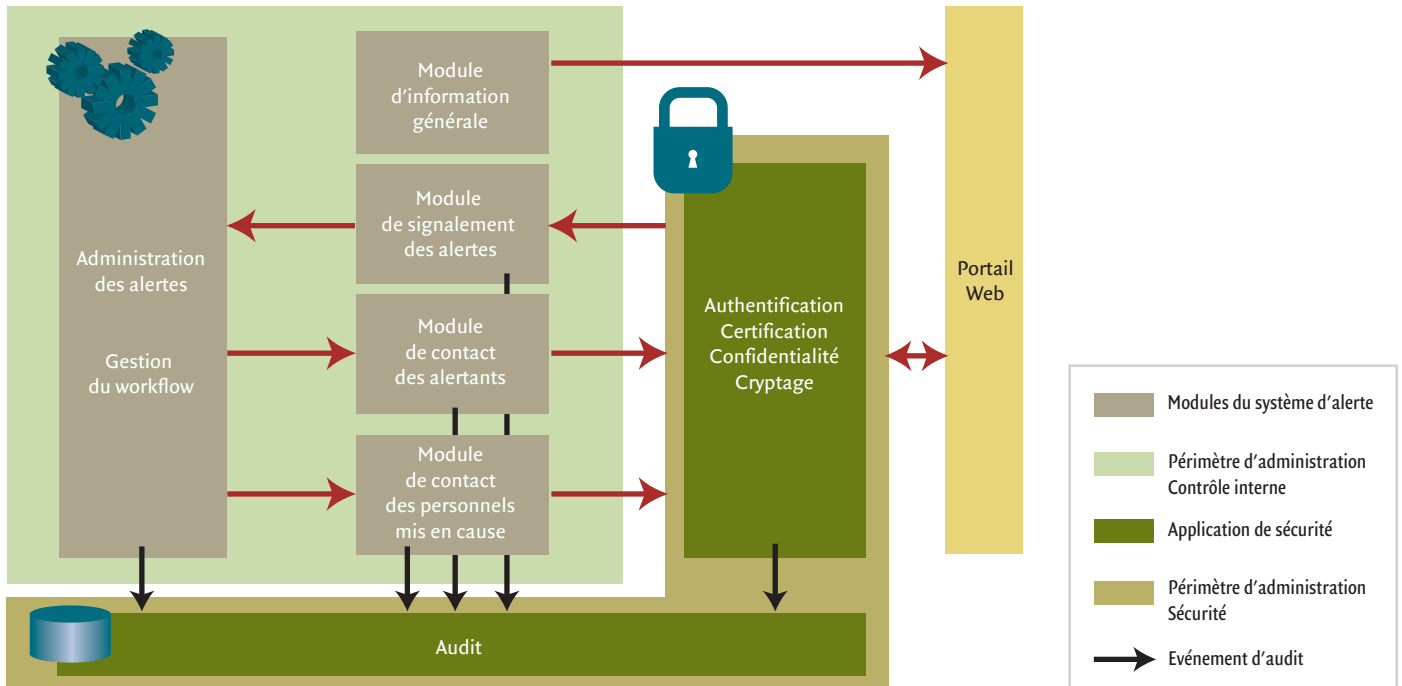 Module
d'information
générale
Module
de signalement
des alertes
Administration
des alertes
Gestion
du workflow
Module
de contact
des alertants
Module
de contact
des personnels
mis en cause
Authentification
Certification
Confidentialité
Cryptage
Portail
Web
Audit
Modules du système d'alerte
Périmètre d'administration
Contrôle interne
Application de sécurité
Périmètre d'administration
Sécurité
Evénement d'audit